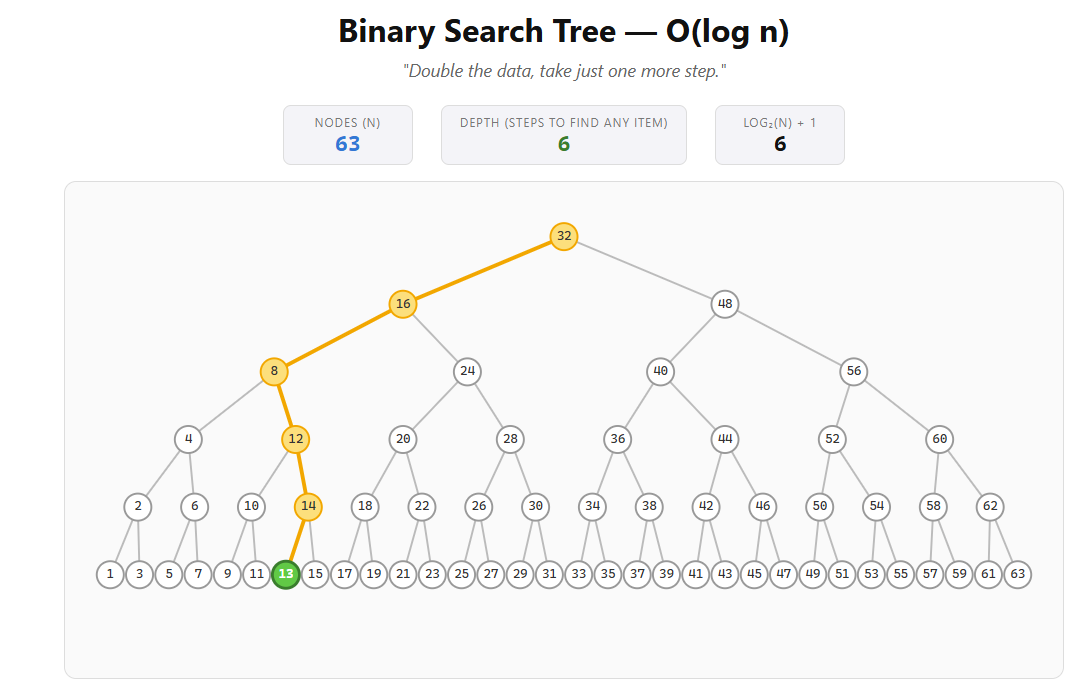 Binary Search Tree — O(log n)
"Double the data, take just one more step."
NODES (N)
63
DEPTH (STEPS TO FIND ANY ITEM)
6
LOG₂(N) + 1
6
32
16 48
8 24 40 56
4 12 20 28 36 44 52 60
2 6 10 14 18 22 26 30 34 38 42 46 50 54 58 62
1 3 5 7 9 11 13 15 17 19 21 23 25 27 29 31 33 35 37 39 41 43 45 47 49 51 53 55 57 59 61 63